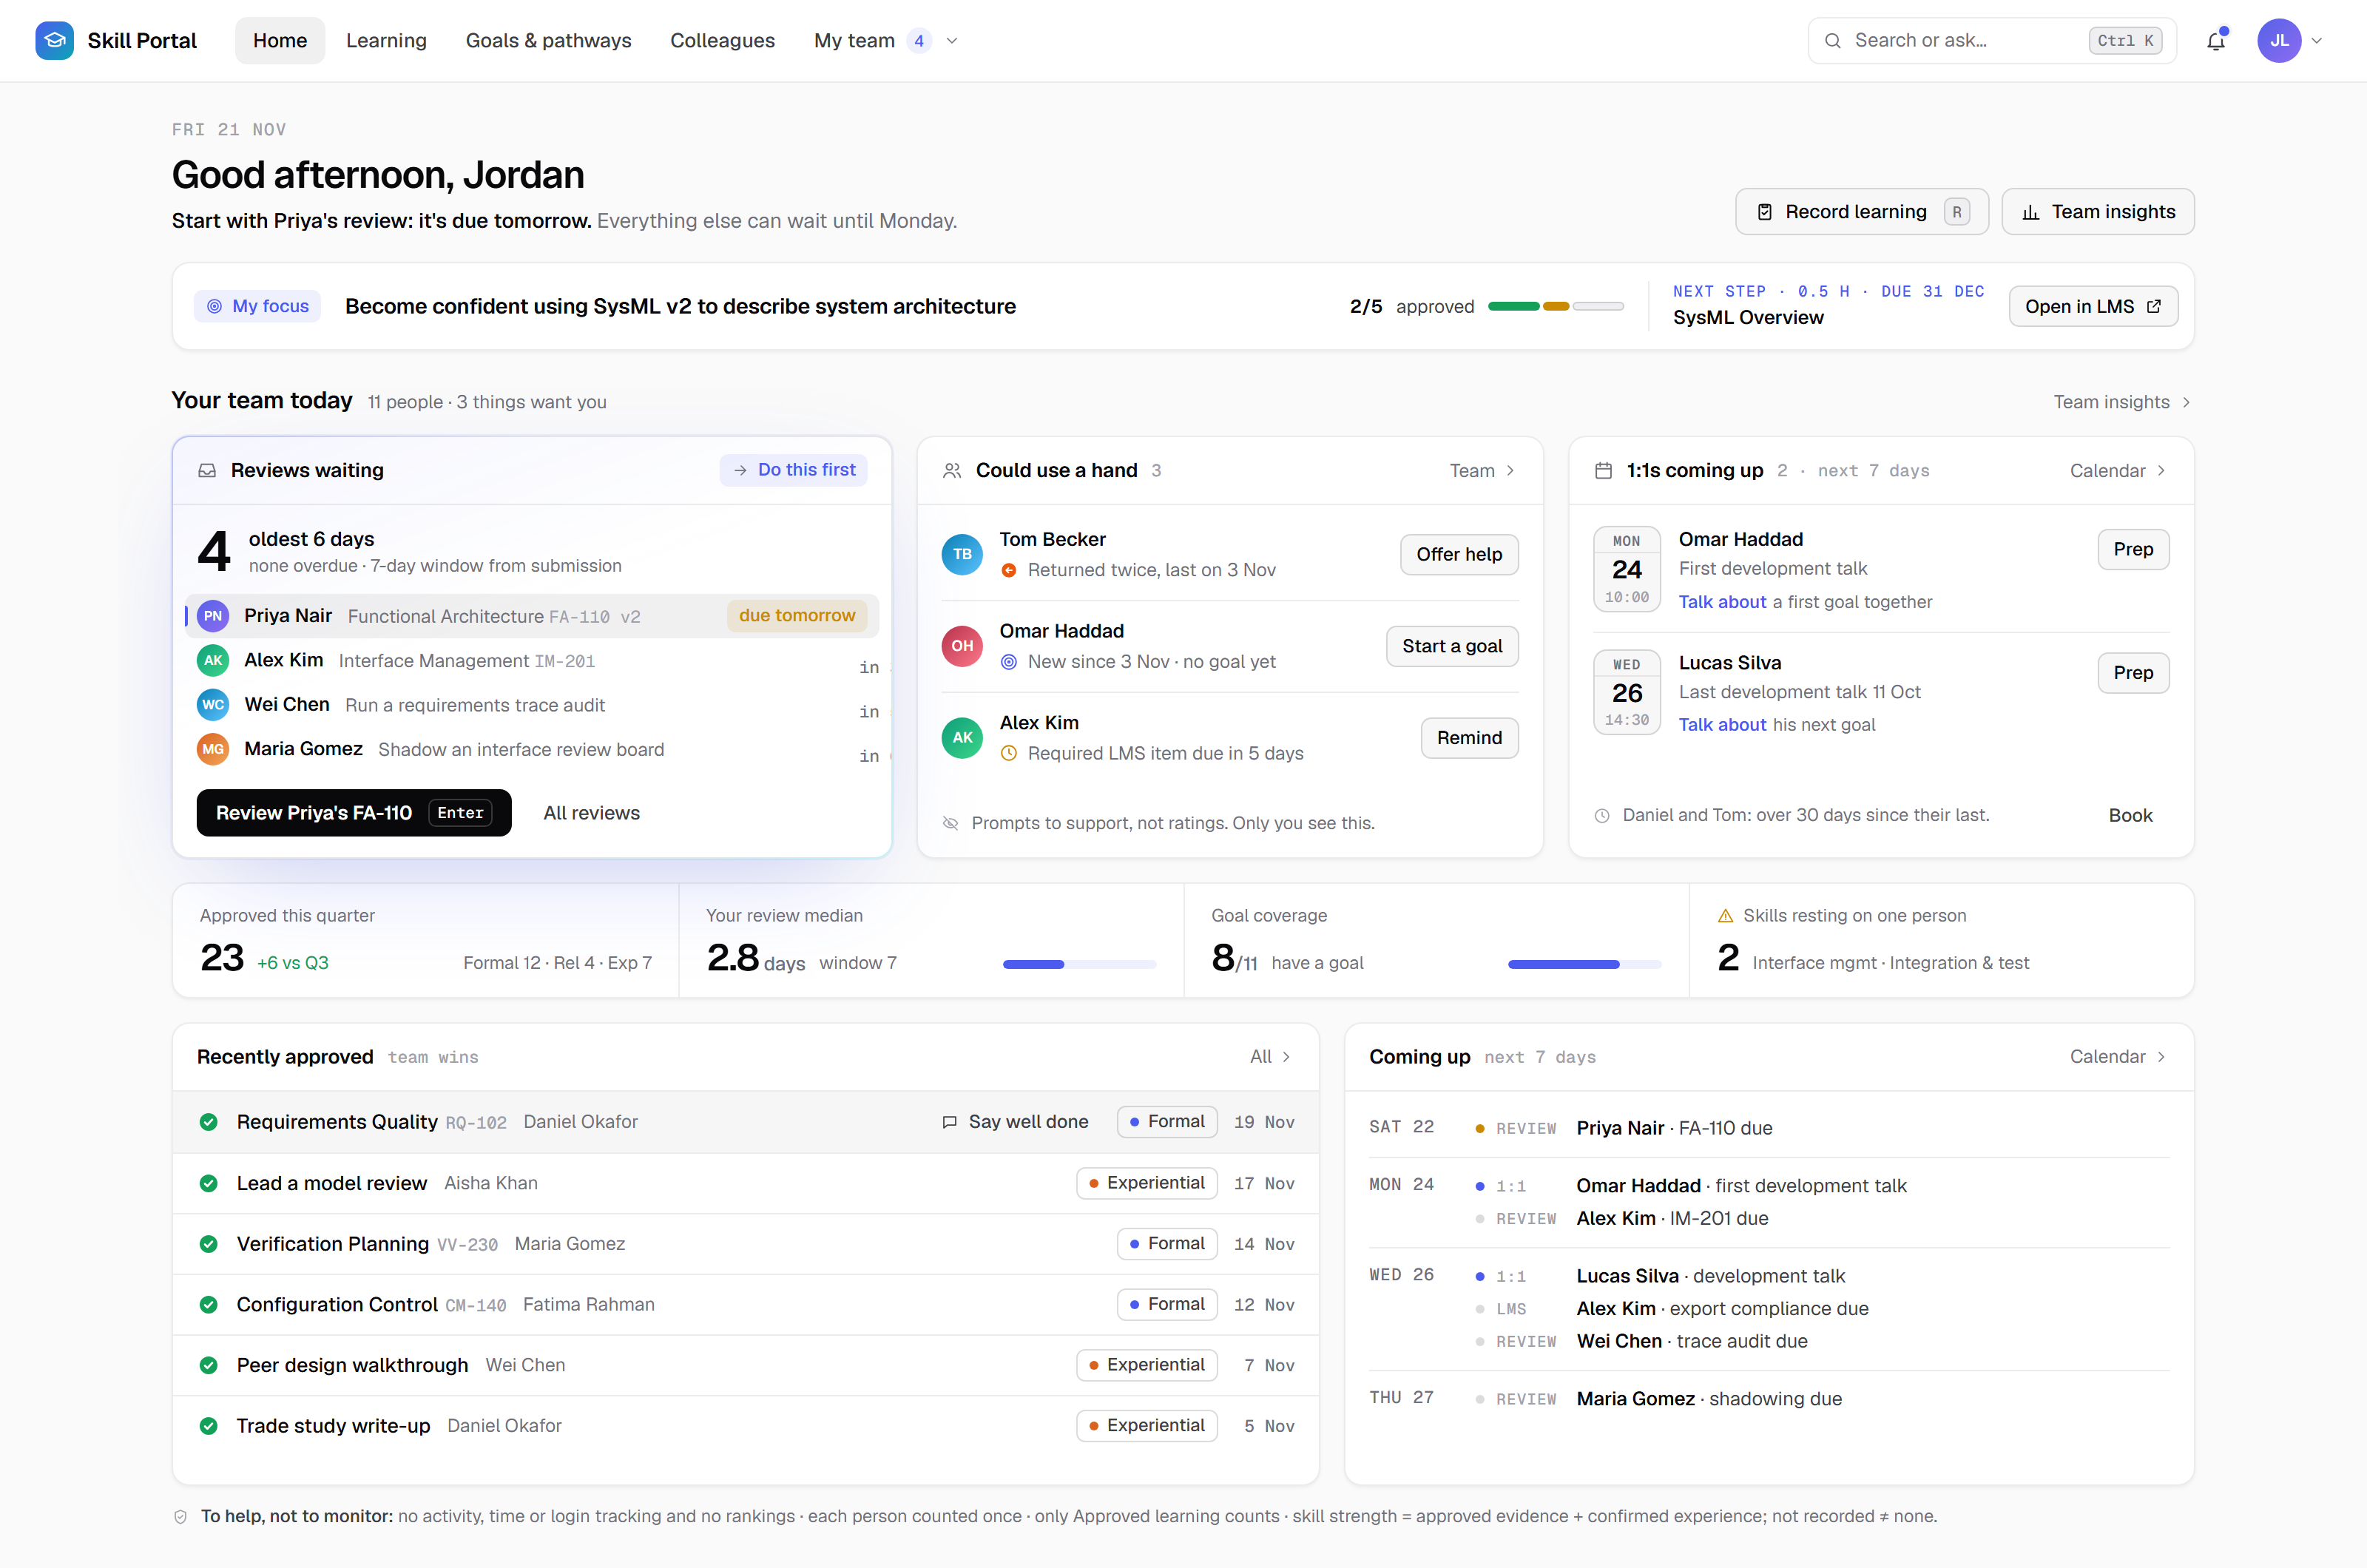 Skill Portal
Home
Learning
Goals & pathways
Colleagues
My team 4
Search or ask...
Ctrl K
JL
FRI 21 NOV
Good afternoon, Jordan
Start with Priya's review: it's due tomorrow. Everything else can wait until Monday.
Record learning R
Team insights
My focus
Become confident using SysML v2 to describe system architecture
2/5 approved
NEXT STEP · 0.5 H · DUE 31 DEC
SysML Overview
Open in LMS
Your team today 11 people · 3 things want you
Team insights
Reviews waiting
Do this first
4
oldest 6 days
none overdue · 7-day window from submission
PN Priya Nair Functional Architecture FA-110 v2 due tomorrow
AK Alex Kim Interface Management IM-201 in
WC Wei Chen Run a requirements trace audit in
MG Maria Gomez Shadow an interface review board in
Review Priya's FA-110 Enter
All reviews
Could use a hand 3
Team
TB
Tom Becker
Returned twice, last on 3 Nov
Offer help
OH
Omar Haddad
New since 3 Nov · no goal yet
Start a goal
AK
Alex Kim
Required LMS item due in 5 days
Remind
Prompts to support, not ratings. Only you see this.
1:1s coming up 2 · next 7 days
Calendar
MON
24
10:00
Omar Haddad
First development talk
Talk about a first goal together
Prep
WED
26
14:30
Lucas Silva
Last development talk 11 Oct
Talk about his next goal
Prep
Daniel and Tom: over 30 days since their last.
Book
Approved this quarter
23 +6 vs Q3
Formal 12 · Rel 4 · Exp 7
Your review median
2.8 days window 7
Goal coverage
8/11 have a goal
Skills resting on one person
2 Interface mgmt · Integration & test
Recently approved team wins
All
Requirements Quality RQ-102 Daniel Okafor Say well done Formal 19 Nov
Lead a model review Aisha Khan Experiential 17 Nov
Verification Planning VV-230 Maria Gomez Formal 14 Nov
Configuration Control CM-140 Fatima Rahman Formal 12 Nov
Peer design walkthrough Wei Chen Experiential 7 Nov
Trade study write-up Daniel Okafor Experiential 5 Nov
Coming up next 7 days
Calendar
SAT 22 REVIEW Priya Nair · FA-110 due
MON 24 1:1 Omar Haddad · first development talk
REVIEW Alex Kim · IM-201 due
WED 26 1:1 Lucas Silva · development talk
LMS Alex Kim · export compliance due
REVIEW Wei Chen · trace audit due
THU 27 REVIEW Maria Gomez · shadowing due
To help, not to monitor: no activity, time or login tracking and no rankings · each person counted once · only Approved learning counts · skill strength = approved evidence + confirmed experience; not recorded ≠ none.